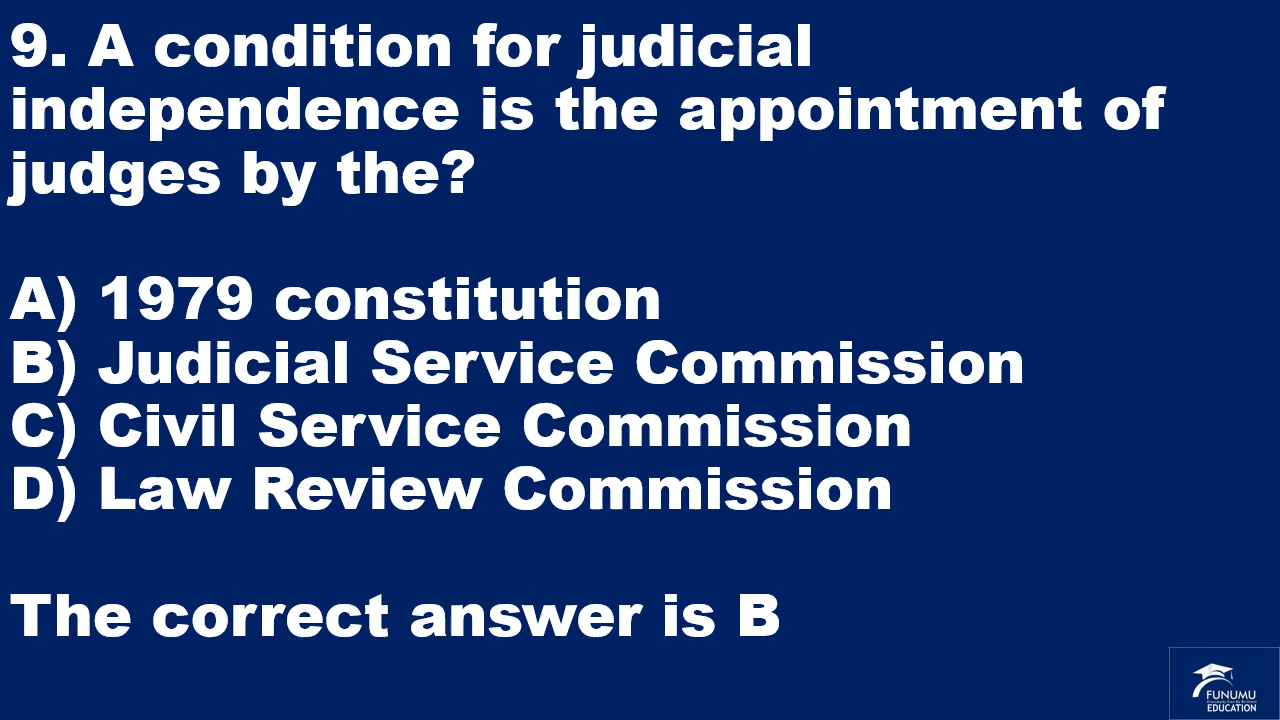 9. A condition for judicial
independence is the appointment of
judges by the?
A) 1979 constitution
B) Judicial Service Commission
C) Civil Service Commission
D) Law Review Commission
The correct answer is B
FUNUMU
EDUCATION